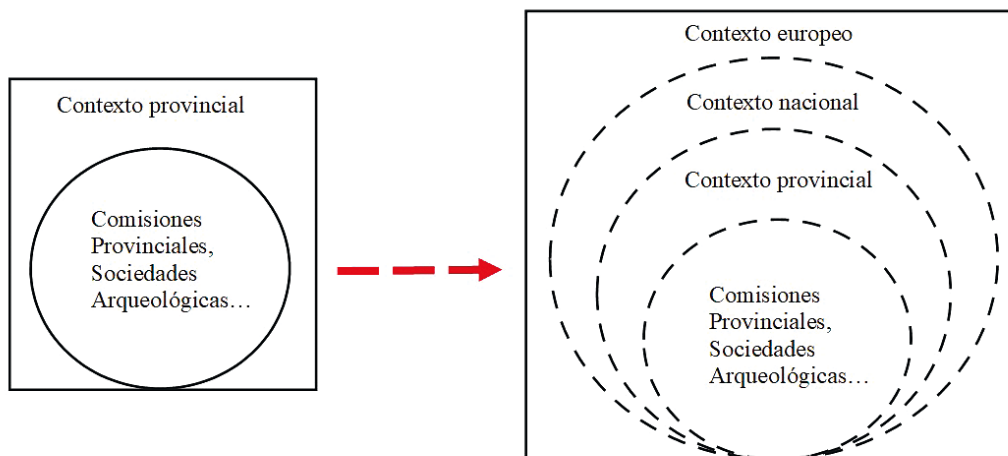 Contexto provincial
Comisiones
Provinciales,
Sociedades
Arqueológicas…
Contexto europeo
Contexto nacional
Contexto provincial
Comisiones
Provinciales,
Sociedades
Arqueológicas…